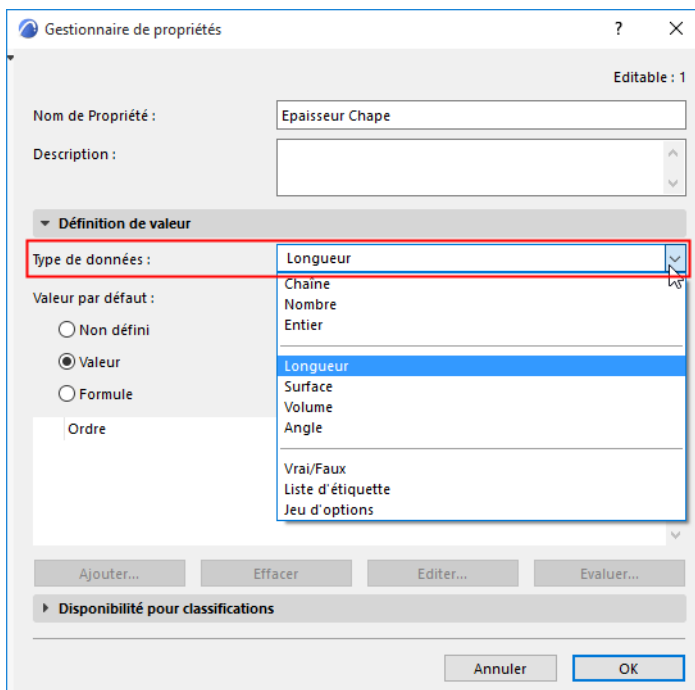 Gestionnaire de propriétés ?
Editable : 1
Nom de Propriété : Epaisseur Chape
Description :
Définition de valeur
Type de données : Longueur
Chaîne
Valeur par défaut : Nombre
Non défini Entier
Valeur Longueur
Surface
Formule Volume
Ordre Angle
Vrai/Faux
Liste d'étiquette
Jeu d'options
Ajouter... Effacer Editer... Evaluer...
Disponibilité pour classifications
Annuler OK